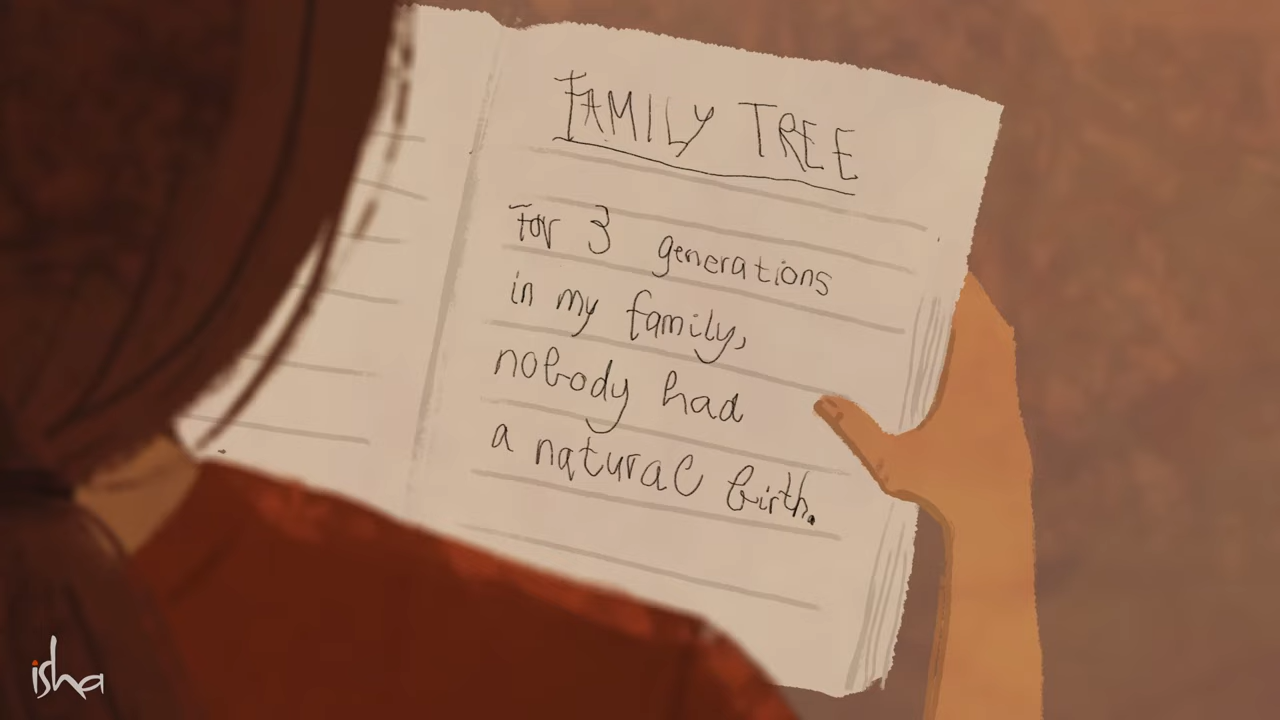 FAMILY TREE
For 3 generations
in my family,
nobody had
a natural birth.
isha